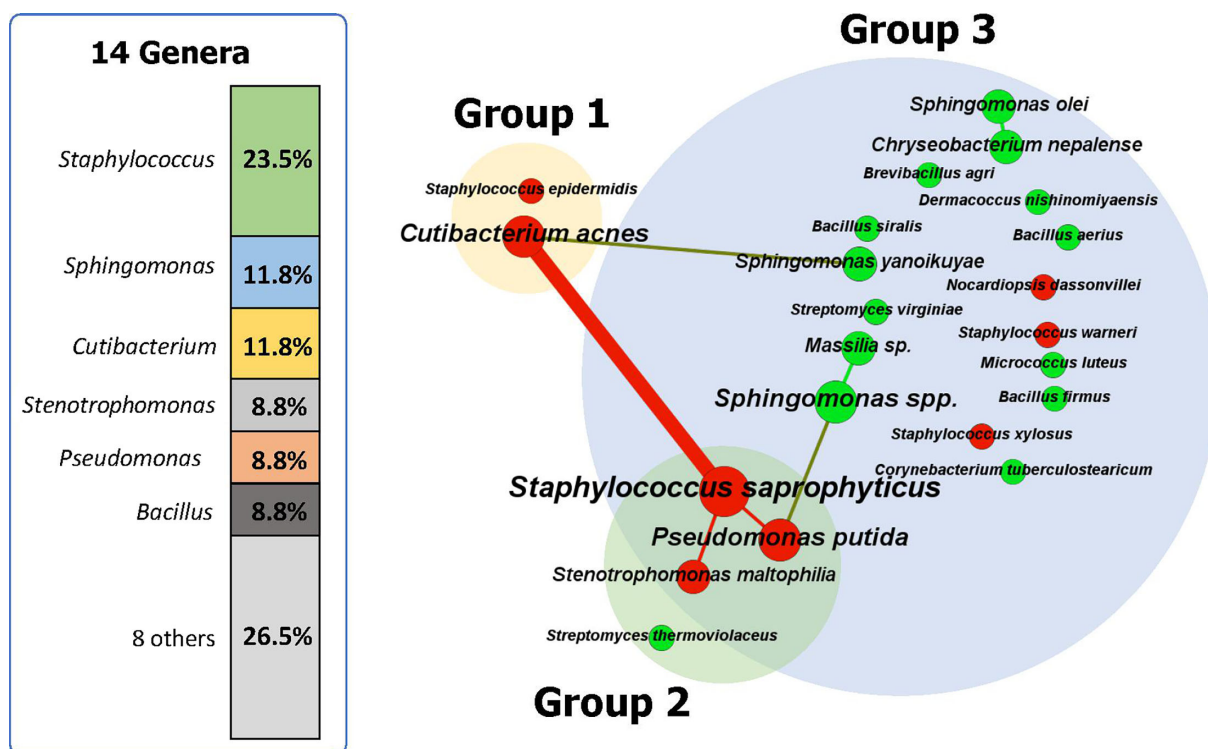 14 Genera
Staphylococcus 23.5%
Sphingomonas 11.8%
Cutibacterium 11.8%
Stenotrophomonas 8.8%
Pseudomonas 8.8%
Bacillus 8.8%
8 others 26.5%
Group 1
Staphylococcus epidermidis
Cutibacterium acnes
Group 3
Sphingomonas olei
Chryseobacterium nepalense
Brevibacillus agri
Dermacoccus nishinomiyaensis
Bacillus siralis
Bacillus aerius
Sphingomonas yanoikuyae
Nocardiopsis dassonvillei
Streptomyces virginiae
Staphylococcus warneri
Massilia sp.
Micrococcus luteus
Sphingomonas spp.
Bacillus firmus
Staphylococcus xylosus
Corynebacterium tuberculostearicum
Staphylococcus saprophyticus
Pseudomonas putida
Stenotrophomonas maltophilia
Streptomyces thermoviolaceus
Group 2